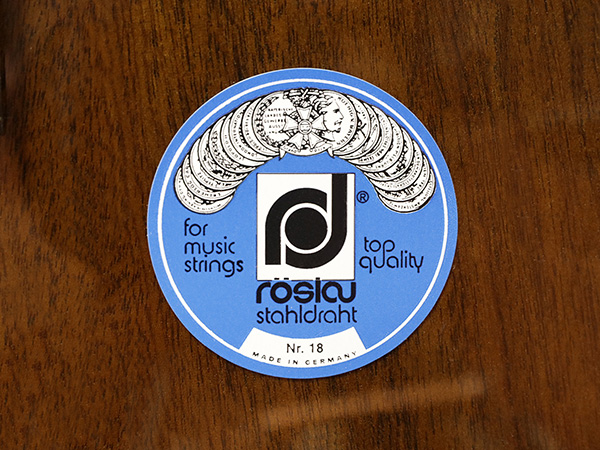 for
music
strings
®
top
quality
röslau
stahldraht
Nr. 18
MADE IN GERMANY